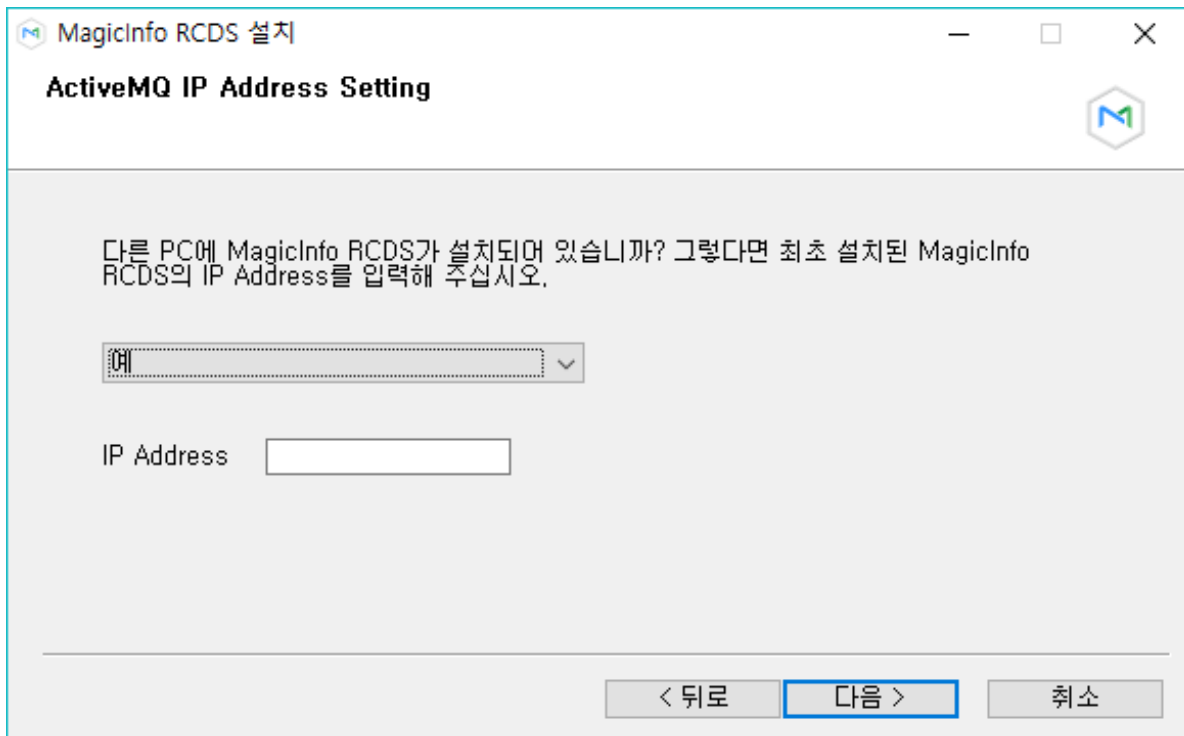 MagicInfo RCDS 설치
ActiveMQ IP Address Setting
다른 PC에 MagicInfo RCDS가 설치되어 있습니까? 그렇다면 최초 설치된 MagicInfo
RCDS의 IP Address를 입력해 주십시오.
예
IP Address
< 뒤로
다음 >
취소